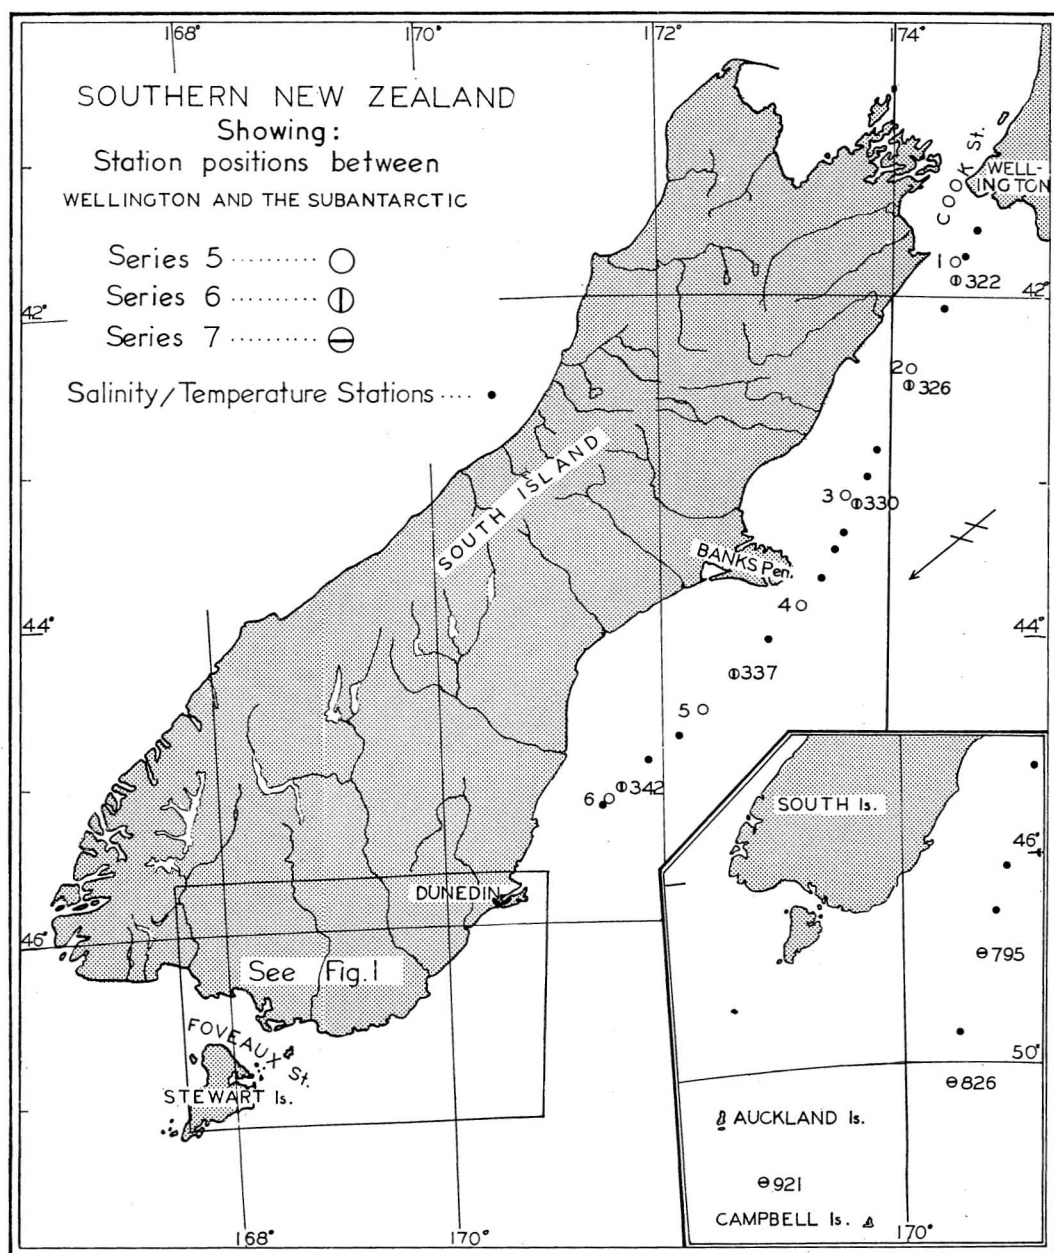 168°
170°
172°
174°
SOUTHERN NEW ZEALAND
Showing:
Station positions between
WELLINGTON AND THE SUBANTARCTIC
Series 5
Series 6
Series 7
Salinity/Temperature Stations
COOK St.
WELL-
INGTON
1
322
42°
42°
2
326
3
330
SOUTH ISLAND
BANKS Pen.
4
44°
44°
337
5
342
6
SOUTH Is.
46°
DUNEDIN
46°
See Fig.1
795
FOVEAUX St.
50°
826
STEWART Is.
AUCKLAND Is.
921
CAMPBELL Is.
168°
170°
170°